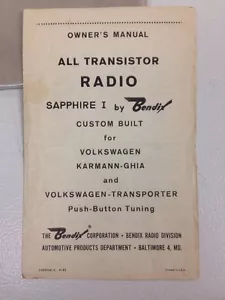 OWNER'S MANUAL
ALL TRANSISTOR
RADIO
SAPPHIRE I by Bendix
CUSTOM BUILT
for
VOLKSWAGEN
KARMANN-GHIA
and
VOLKSWAGEN-TRANSPORTER
Push-Button Tuning
THE Bendix CORPORATION • BENDIX RADIO DIVISION
AUTOMOTIVE PRODUCTS DEPARTMENT • BALTIMORE 4, MD.